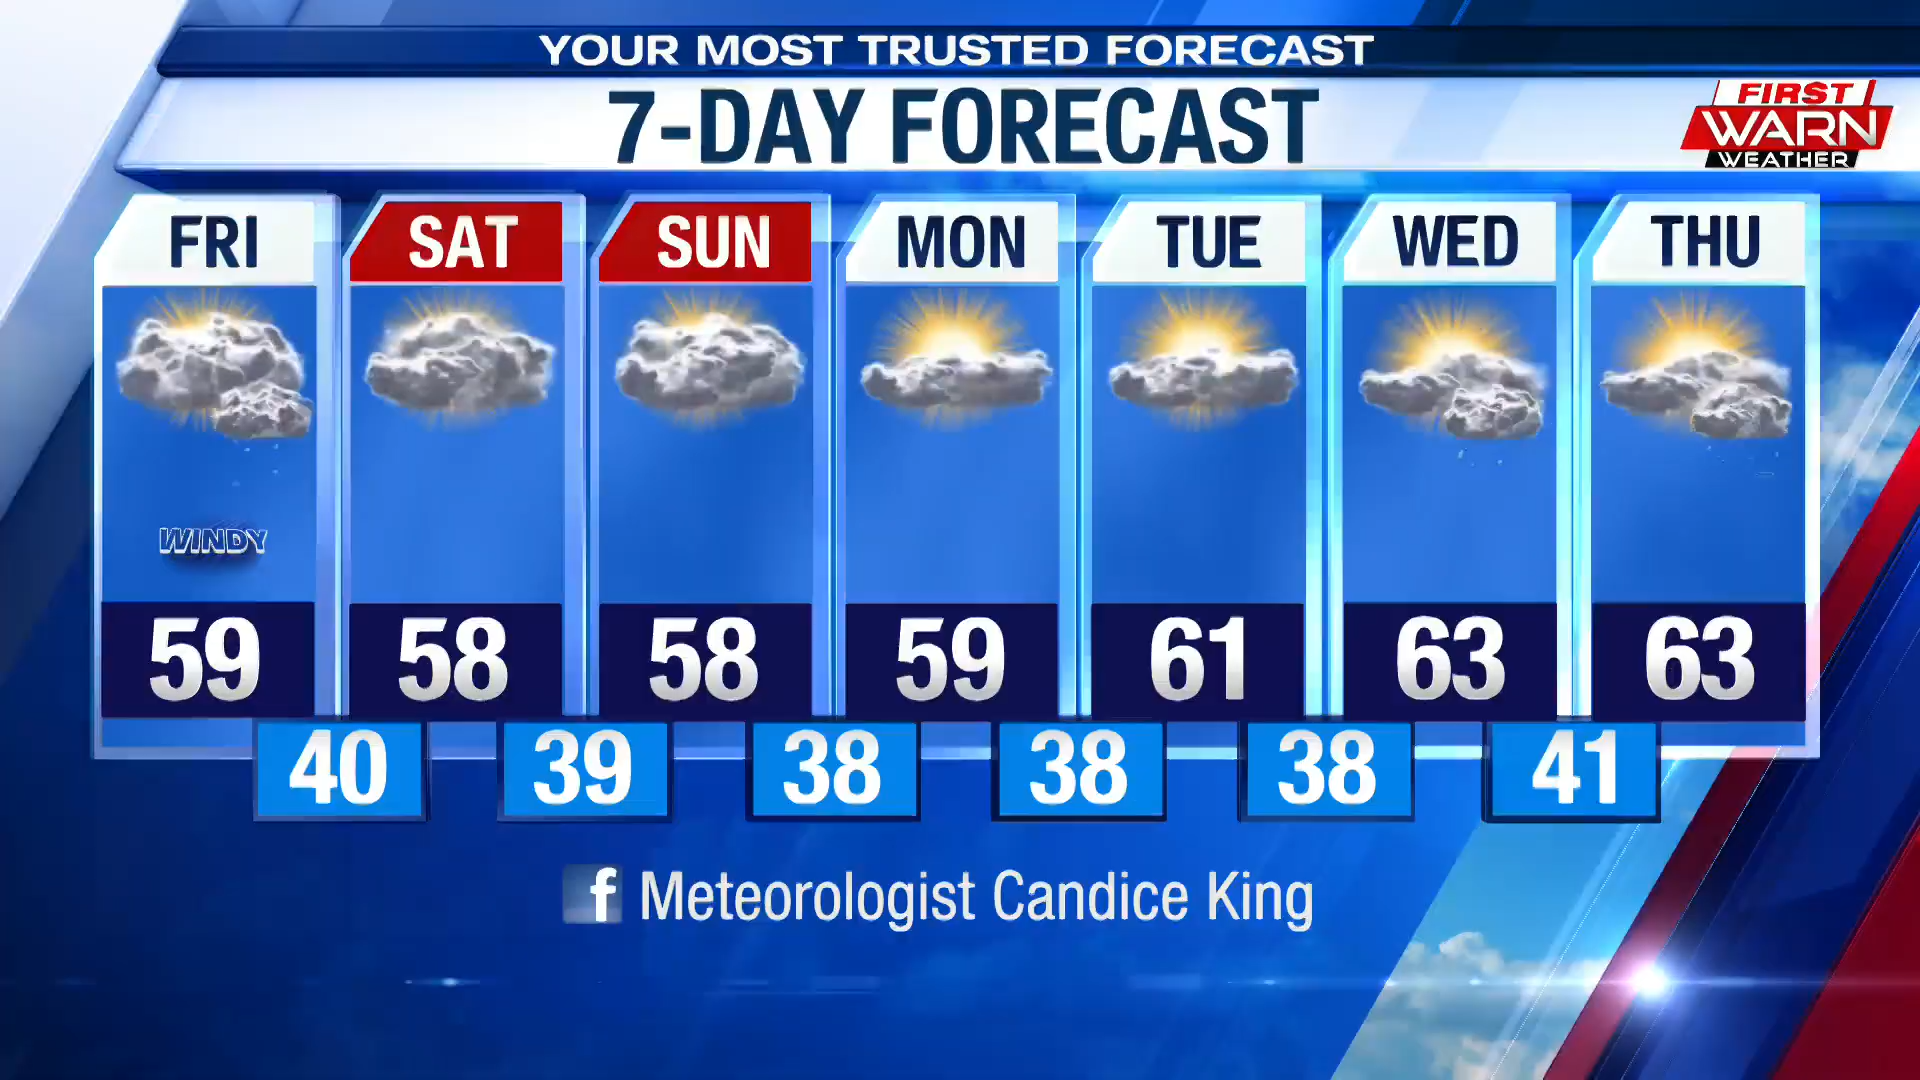 YOUR MOST TRUSTED FORECAST
7-DAY FORECAST
FIRST
WARN
WEATHER
FRI SAT SUN MON TUE WED THU
WINDY
59 58 58 59 61 63 63
40 39 38 38 38 41
f Meteorologist Candice King